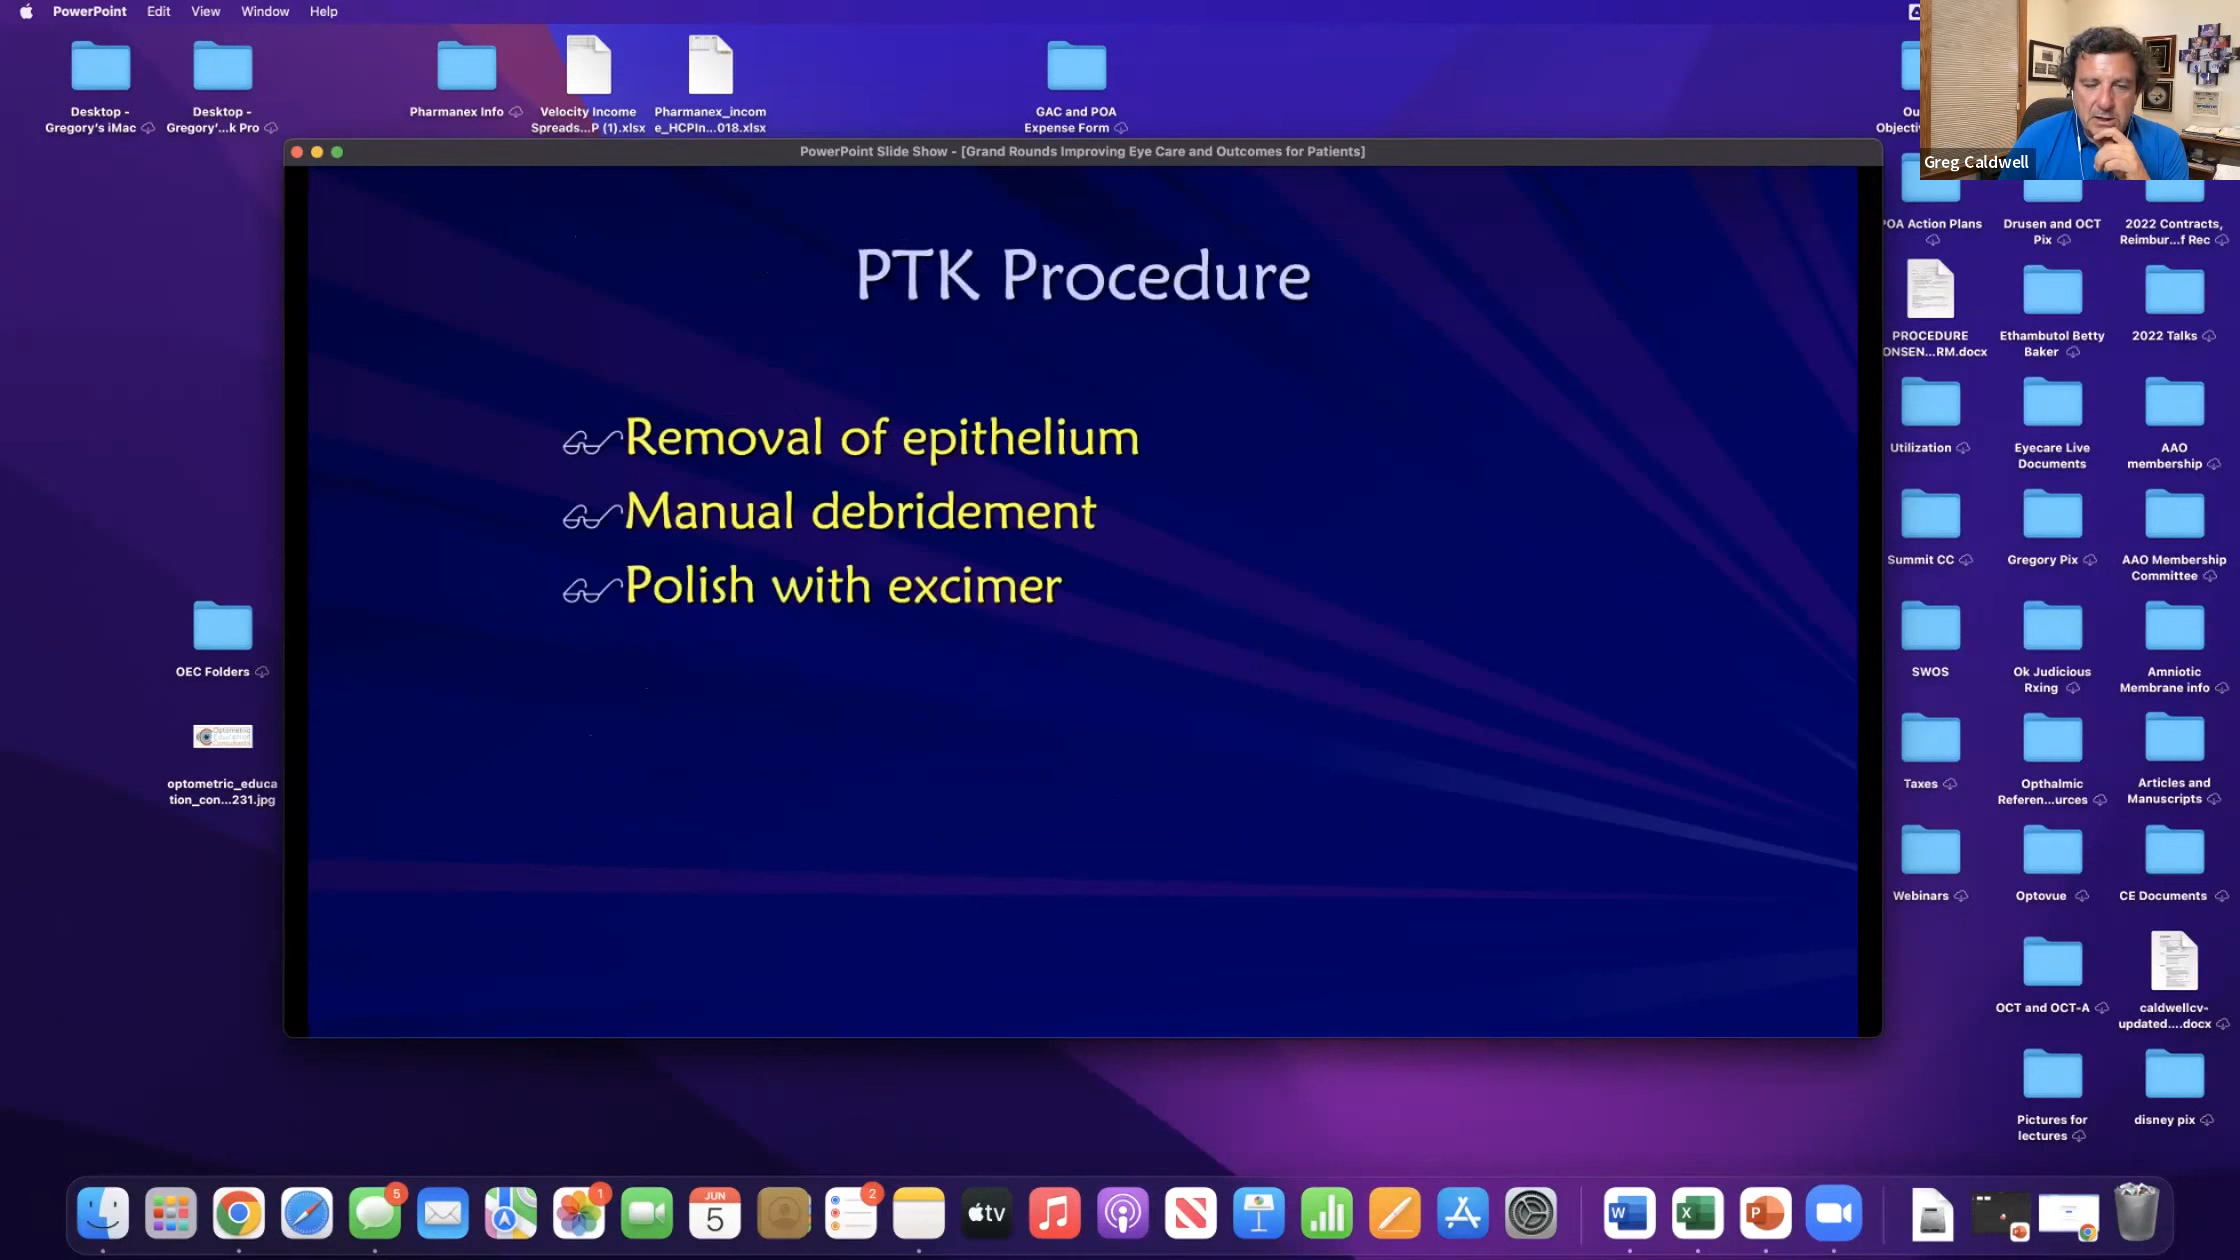 PowerPoint Edit View Window Help
Desktop -
Gregory's iMac
Desktop -
Gregory'...k Pro
Pharmanex Info
Velocity Income
Spreads...P (1).xlsx
Pharmanex_incom
e_HCPIn...018.xlsx
GAC and POA
Expense Form
Greg Caldwell
PowerPoint Slide Show - [Grand Rounds Improving Eye Care and Outcomes for Patients]
PTK Procedure
Removal of epithelium
Manual debridement
Polish with excimer
OEC Folders
optometric_educa
tion_con...231.jpg
POA Action Plans
Drusen and OCT
Pix
2022 Contracts,
Reimbur...f Rec
PROCEDURE
ONSEN...RM.docx
Ethambutol Betty
Baker
2022 Talks
Utilization
Eyecare Live
Documents
AAO
membership
Summit CC
Gregory Pix
AAO Membership
Committee
SWOS
Ok Judicious
Rxing
Amniotic
Membrane info
Taxes
Opthalmic
Referen...urces
Articles and
Manuscripts
Webinars
Optovue
CE Documents
OCT and OCT-A
caldwellcv-
updated....docx
Pictures for
lectures
disney pix
5
1
JUN
5
2
tv
W
X
P